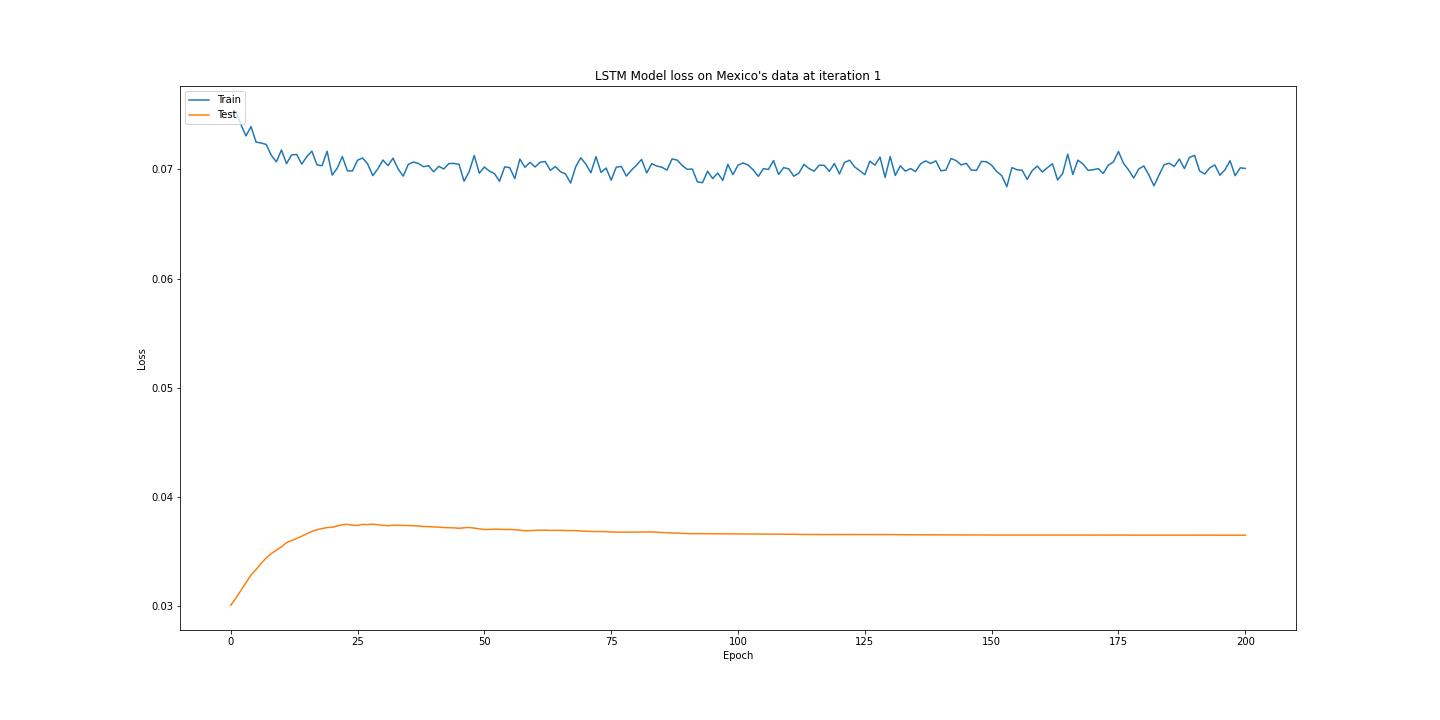 LSTM Model loss on Mexico's data at iteration 1
Train
Test
0.07
0.06
0.05
0.04
0.03
Loss
0 25 50 75 100 125 150 175 200
Epoch